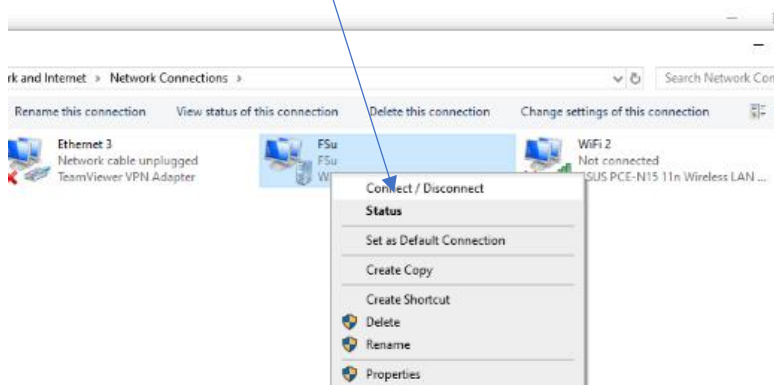 rk and Internet > Network Connections >
Search Network Con
Rename this connection View status of this connection Delete this connection Change settings of this connection
Ethernet 3
Network cable unplugged
TeamViewer VPN Adapter
FSu
FSu
W
WiFi 2
Not connected
ASUS PCE-N15 11n Wireless LAN ...
Connect / Disconnect
Status
Set as Default Connection
Create Copy
Create Shortcut
Delete
Rename
Properties